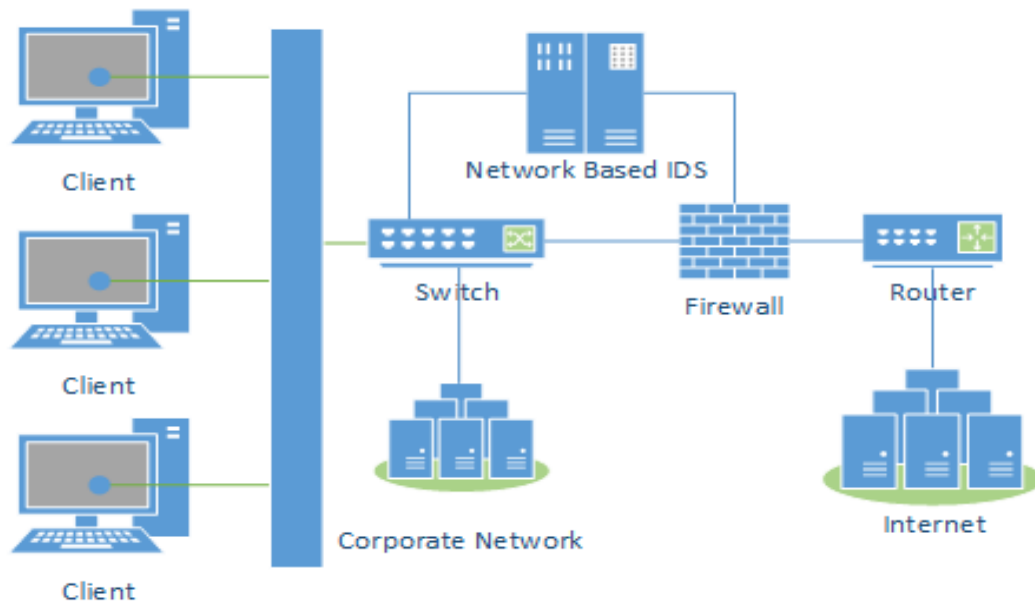 Client
Network Based IDS
Switch
Firewall
Router
Client
Corporate Network
Internet
Client